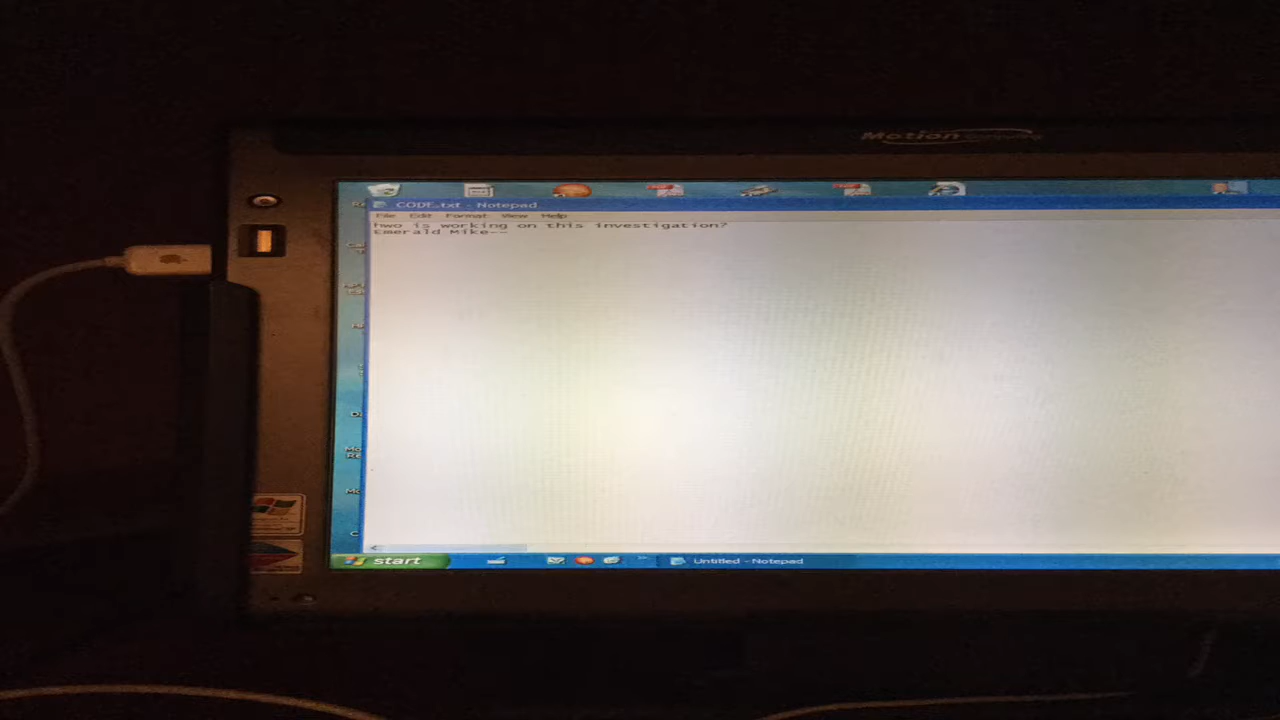 Motion
CODE.txt - Notepad
File Edit Format View Help
hwo is working on this investigation?
Emerald Mike--
start
Untitled - Notepad